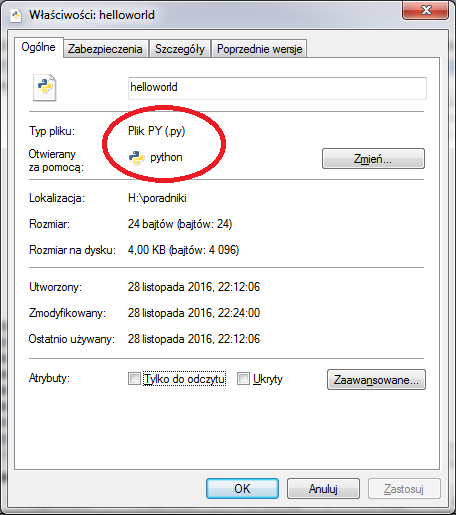 Właściwości: helloworld
Ogólne Zabezpieczenia Szczegóły Poprzednie wersje
helloworld
Typ pliku: Plik PY (.py)
Otwierany za pomocą: python Zmień...
Lokalizacja: H:\poradniki
Rozmiar: 24 bajtów (bajtów: 24)
Rozmiar na dysku: 4,00 KB (bajtów: 4 096)
Utworzony: 28 listopada 2016, 22:12:06
Zmodyfikowany: 28 listopada 2016, 22:24:00
Ostatnio używany: 28 listopada 2016, 22:12:06
Atrybuty: Tylko do odczytu Ukryty Zaawansowane...
OK Anuluj Zastosuj